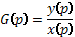 G(p) = y(p) / x(p)